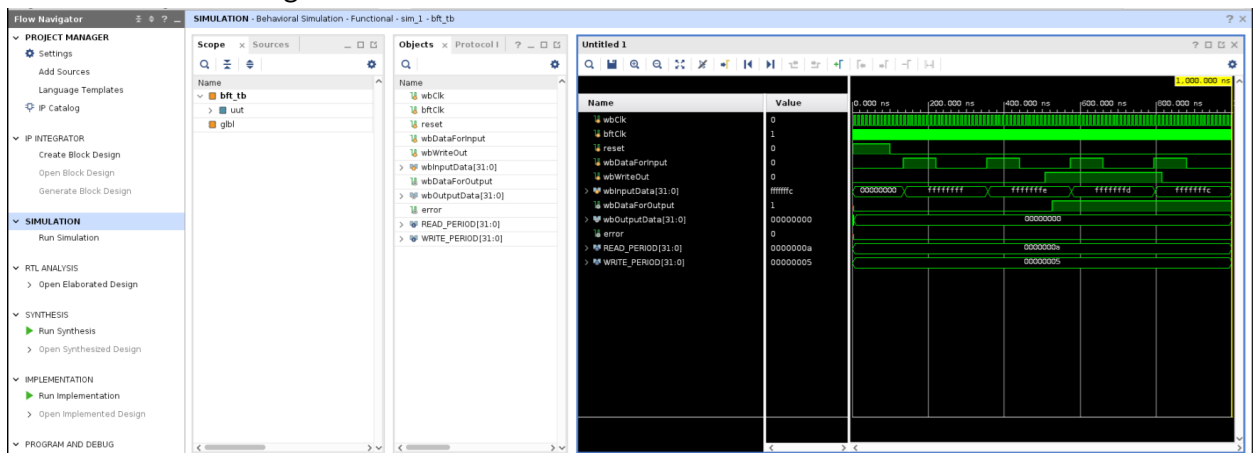 Flow Navigator
SIMULATION - Behavioral Simulation - Functional - sim_1 - bft_tb
PROJECT MANAGER
Settings
Add Sources
Language Templates
IP Catalog
IP INTEGRATOR
Create Block Design
Open Block Design
Generate Block Design
SIMULATION
Run Simulation
RTL ANALYSIS
Open Elaborated Design
SYNTHESIS
Run Synthesis
Open Synthesized Design
IMPLEMENTATION
Run Implementation
Open Implemented Design
PROGRAM AND DEBUG
Scope Sources
Name
bft_tb
uut
glbl
Objects Protocol I
Name
wbClk
bftClk
reset
wbDataForInput
wbWriteOut
wbInputData[31:0]
wbDataForOutput
wbOutputData[31:0]
error
READ_PERIOD[31:0]
WRITE_PERIOD[31:0]
Untitled 1
1,000.000 ns
Name Value 0.000 ns 200.000 ns 400.000 ns 600.000 ns 800.000 ns
wbClk 0
bftClk 1
reset 0
wbDataForInput 0
wbWriteOut 0
wbInputData[31:0] fffffffc 00000000 ffffffff fffffffe fffffffd fffffffc
wbDataForOutput 1
wbOutputData[31:0] 00000000 00000000
error 0
READ_PERIOD[31:0] 0000000a 0000000a
WRITE_PERIOD[31:0] 00000005 00000005